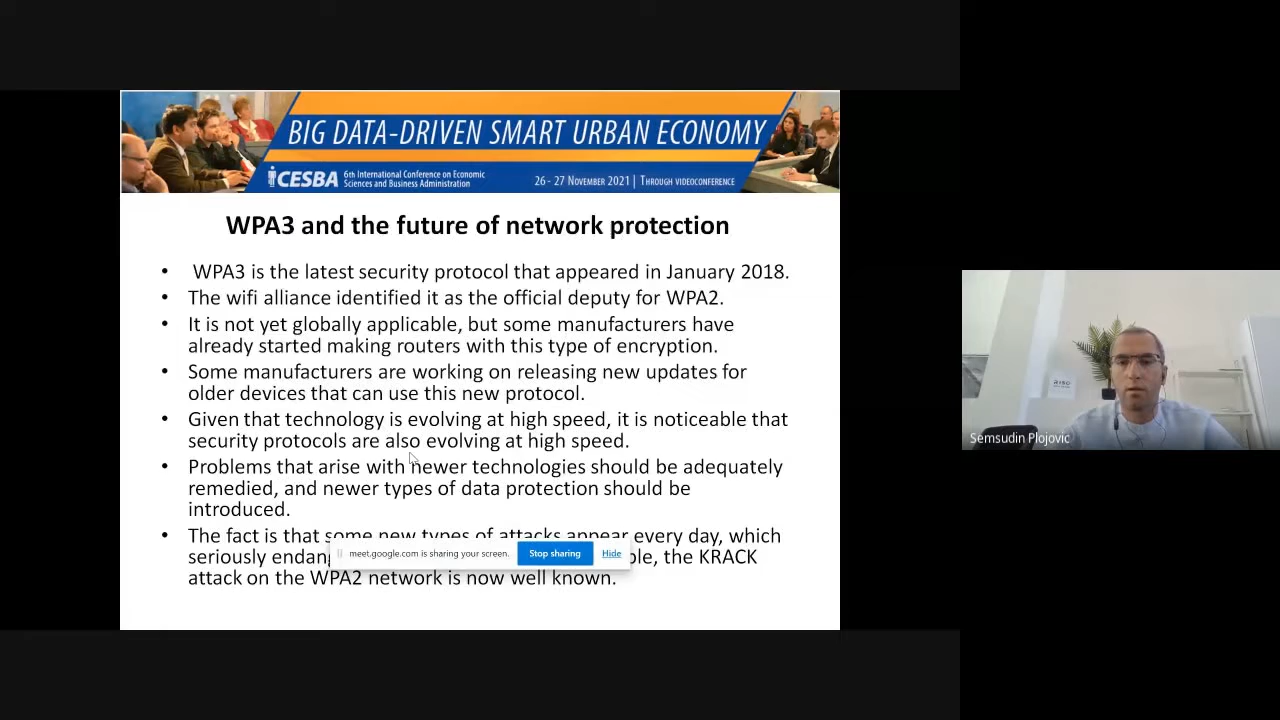 BIG DATA-DRIVEN SMART URBAN ECONOMY
iCESBA
6th International Conference on Economic
Sciences and Business Administration
26 - 27 November 2021 | Through videoconference
WPA3 and the future of network protection
• WPA3 is the latest security protocol that appeared in January 2018.
• The wifi alliance identified it as the official deputy for WPA2.
• It is not yet globally applicable, but some manufacturers have
already started making routers with this type of encryption.
• Some manufacturers are working on releasing new updates for
older devices that can use this new protocol.
• Given that technology is evolving at high speed, it is noticeable that
security protocols are also evolving at high speed.
• Problems that arise with newer technologies should be adequately
remedied, and newer types of data protection should be
introduced.
• The fact is that some new types of attacks appear every day, which
seriously the KRACK
attack on the WPA2 network is now well known.
meet.google.com is sharing your screen.
Stop sharing
Hide
Semsudin Plojovic